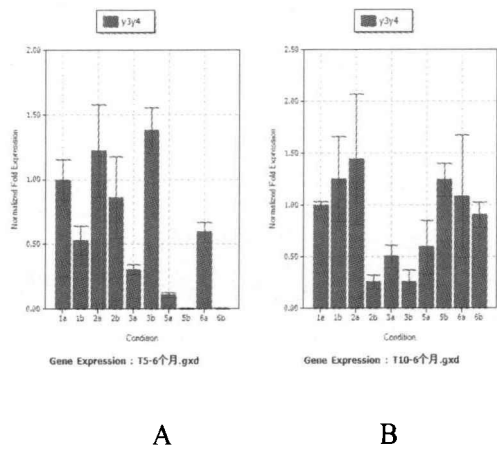 y3y4
Normalized Fold Expression
2.00
1.50
1.00
0.50
0.00
1a 1b 2a 2b 3a 3b 5a 5b 6a 6b
Condition
Gene Expression : T5-6个月.gxd
A
y3y4
Normalized Fold Expression
2.50
2.00
1.50
1.00
0.50
0.00
1a 1b 2a 2b 3a 3b 5a 5b 6a 6b
Condition
Gene Expression : T10-6个月.gxd
B